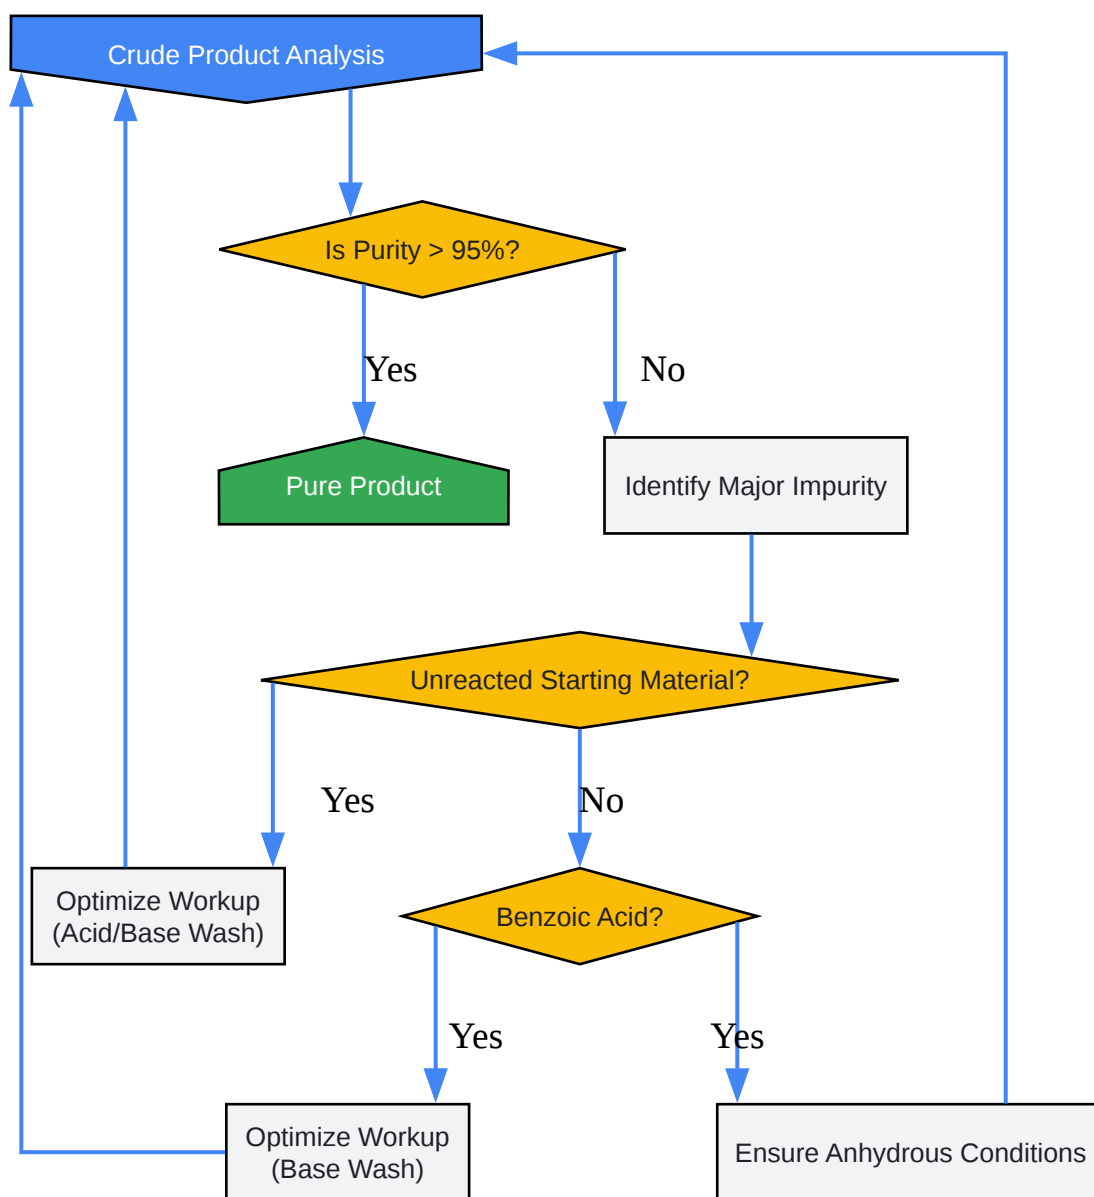 Crude Product Analysis
Is Purity > 95%?
Yes
No
Pure Product
Identify Major Impurity
Unreacted Starting Material?
Yes
No
Optimize Workup
(Acid/Base Wash)
Benzoic Acid?
Yes
Yes
Optimize Workup
(Base Wash)
Ensure Anhydrous Conditions